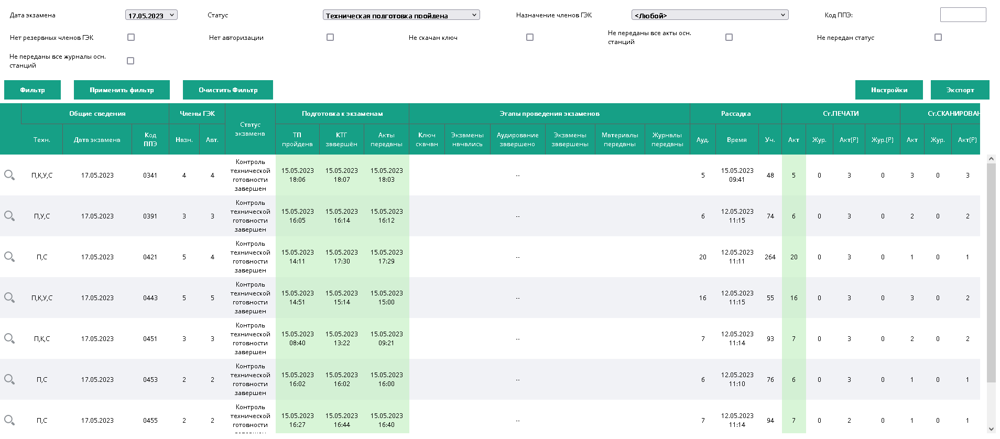 Дата экзамена 17.05.2023 Статус Техническая подготовка пройдена Назначение членов ГЭК <Любой> Код ППЭ:
Нет резервных членов ГЭК Нет авторизации Не скачан ключ Не переданы все акты осн. станций Не передан статус
Не переданы все журналы осн.
станций
Фильтр Применить фильтр Очистить Фильтр Настройки Экспорт
Общие сведения Члены ГЭК Статус экзамена Подготовка к экзаменам Этапы проведения экзаменов Рассадка Ст.ПЕЧАТИ Ст.СКАНИРОВАН
Техн. Дата экзамена Код ППЭ Назн. Авт. ТП пройдена КТГ завершён Акты переданы Ключ скачан Экзамены начались Аудирование завершено Экзамены завершены Материалы переданы Журналы переданы Ауд. Время Уч. Акт Жур. Акт(Р) Жур.(Р) Акт Жур. Акт(Р)
П,К,У,С 17.05.2023 0341 4 4 Контроль технической готовности завершен 15.05.2023 18:06 15.05.2023 18:07 15.05.2023 18:03 -- 5 15.05.2023 09:41 48 5 0 3 0 3 0 3
П,У,С 17.05.2023 0391 3 3 Контроль технической готовности завершен 15.05.2023 16:05 15.05.2023 16:14 15.05.2023 16:12 -- 6 12.05.2023 11:15 74 6 0 3 0 2 0 2
П,С 17.05.2023 0421 5 4 Контроль технической готовности завершен 15.05.2023 14:11 15.05.2023 17:30 15.05.2023 17:29 -- 20 12.05.2023 11:11 264 20 0 3 0 1 0 1
П,К,У,С 17.05.2023 0443 5 5 Контроль технической готовности завершен 15.05.2023 14:51 15.05.2023 15:14 15.05.2023 15:00 -- 16 12.05.2023 11:15 55 16 0 3 0 3 0 2
П,К,С 17.05.2023 0451 3 3 Контроль технической готовности завершен 15.05.2023 08:40 15.05.2023 13:22 15.05.2023 09:21 -- 7 12.05.2023 11:14 93 7 0 3 0 2 0 2
П,С 17.05.2023 0453 2 2 Контроль технической готовности завершен 15.05.2023 16:02 15.05.2023 16:02 15.05.2023 16:00 -- 6 12.05.2023 11:10 76 6 0 3 0 1 0 1
П,С 17.05.2023 0455 2 2 Контроль технической готовности 15.05.2023 16:27 15.05.2023 16:44 15.05.2023 16:40 -- 7 12.05.2023 11:14 94 7 0 2 0 1 0 1